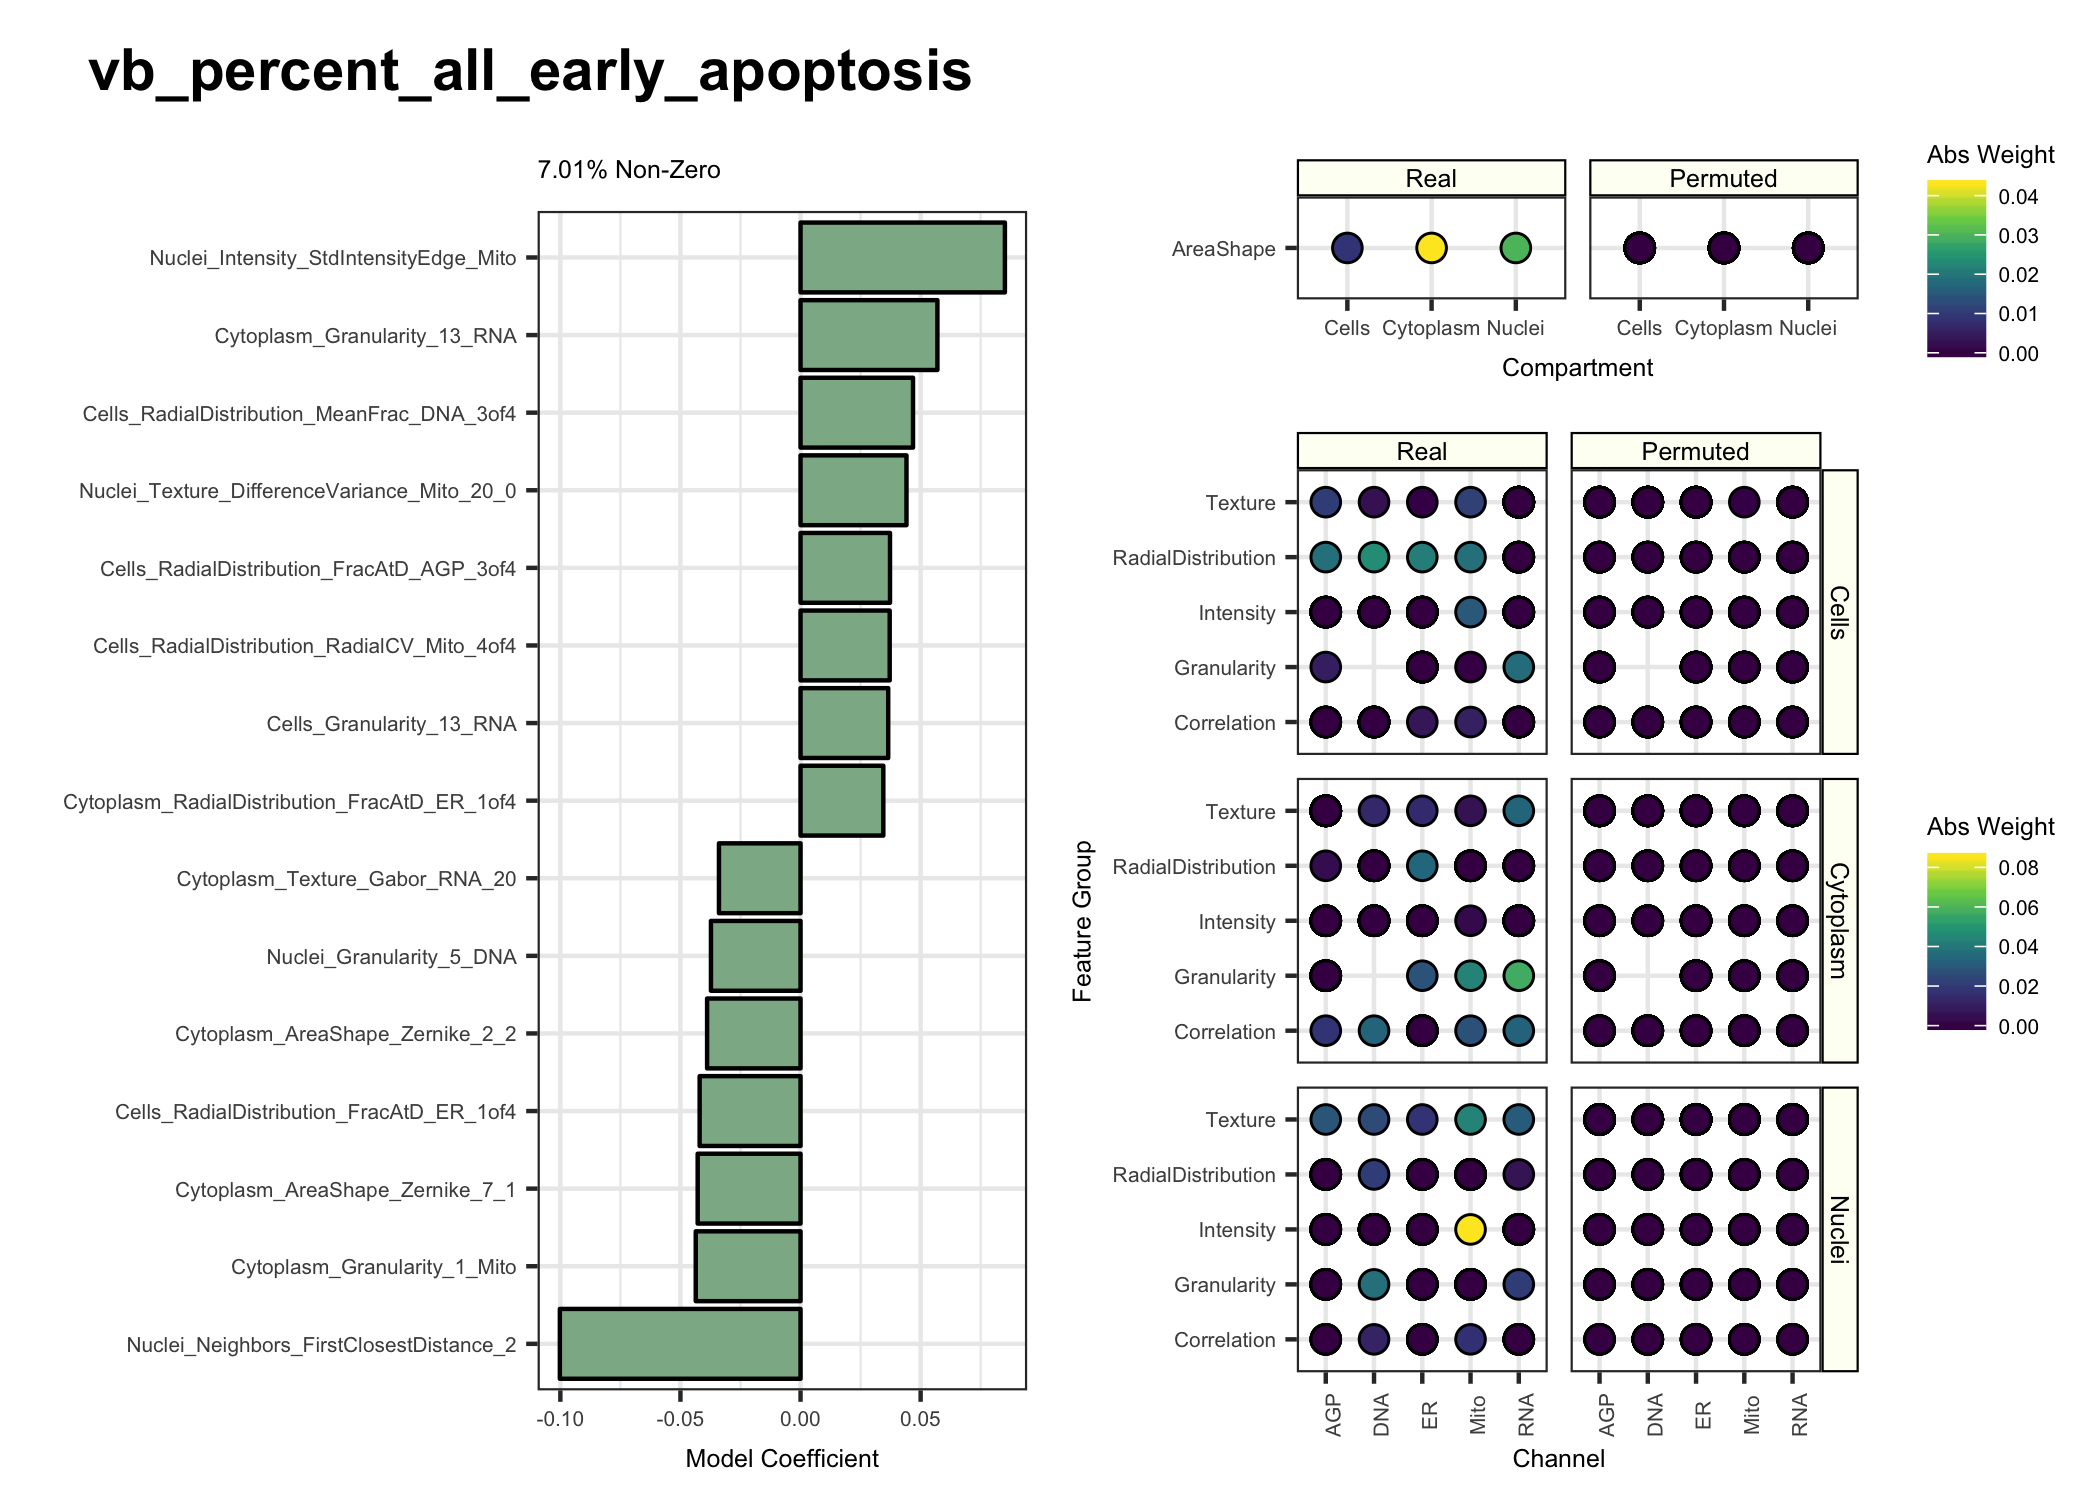 vb_percent_all_early_apoptosis
7.01% Non-Zero
Nuclei_Intensity_StdIntensityEdge_Mito
Cytoplasm_Granularity_13_RNA
Cells_RadialDistribution_MeanFrac_DNA_3of4
Nuclei_Texture_DifferenceVariance_Mito_20_0
Cells_RadialDistribution_FracAtD_AGP_3of4
Cells_RadialDistribution_RadialCV_Mito_4of4
Cells_Granularity_13_RNA
Cytoplasm_RadialDistribution_FracAtD_ER_1of4
Cytoplasm_Texture_Gabor_RNA_20
Nuclei_Granularity_5_DNA
Cytoplasm_AreaShape_Zernike_2_2
Cells_RadialDistribution_FracAtD_ER_1of4
Cytoplasm_AreaShape_Zernike_7_1
Cytoplasm_Granularity_1_Mito
Nuclei_Neighbors_FirstClosestDistance_2
-0.10 -0.05 0.00 0.05
Model Coefficient
Real Permuted
AreaShape
Cells Cytoplasm Nuclei Cells Cytoplasm Nuclei
Compartment
Abs Weight
0.04
0.03
0.02
0.01
0.00
Real Permuted
Feature Group
Texture
RadialDistribution
Intensity
Granularity
Correlation
Cells
Texture
RadialDistribution
Intensity
Granularity
Correlation
Cytoplasm
Texture
RadialDistribution
Intensity
Granularity
Correlation
Nuclei
AGP DNA ER Mito RNA AGP DNA ER Mito RNA
Channel
Abs Weight
0.08
0.06
0.04
0.02
0.00